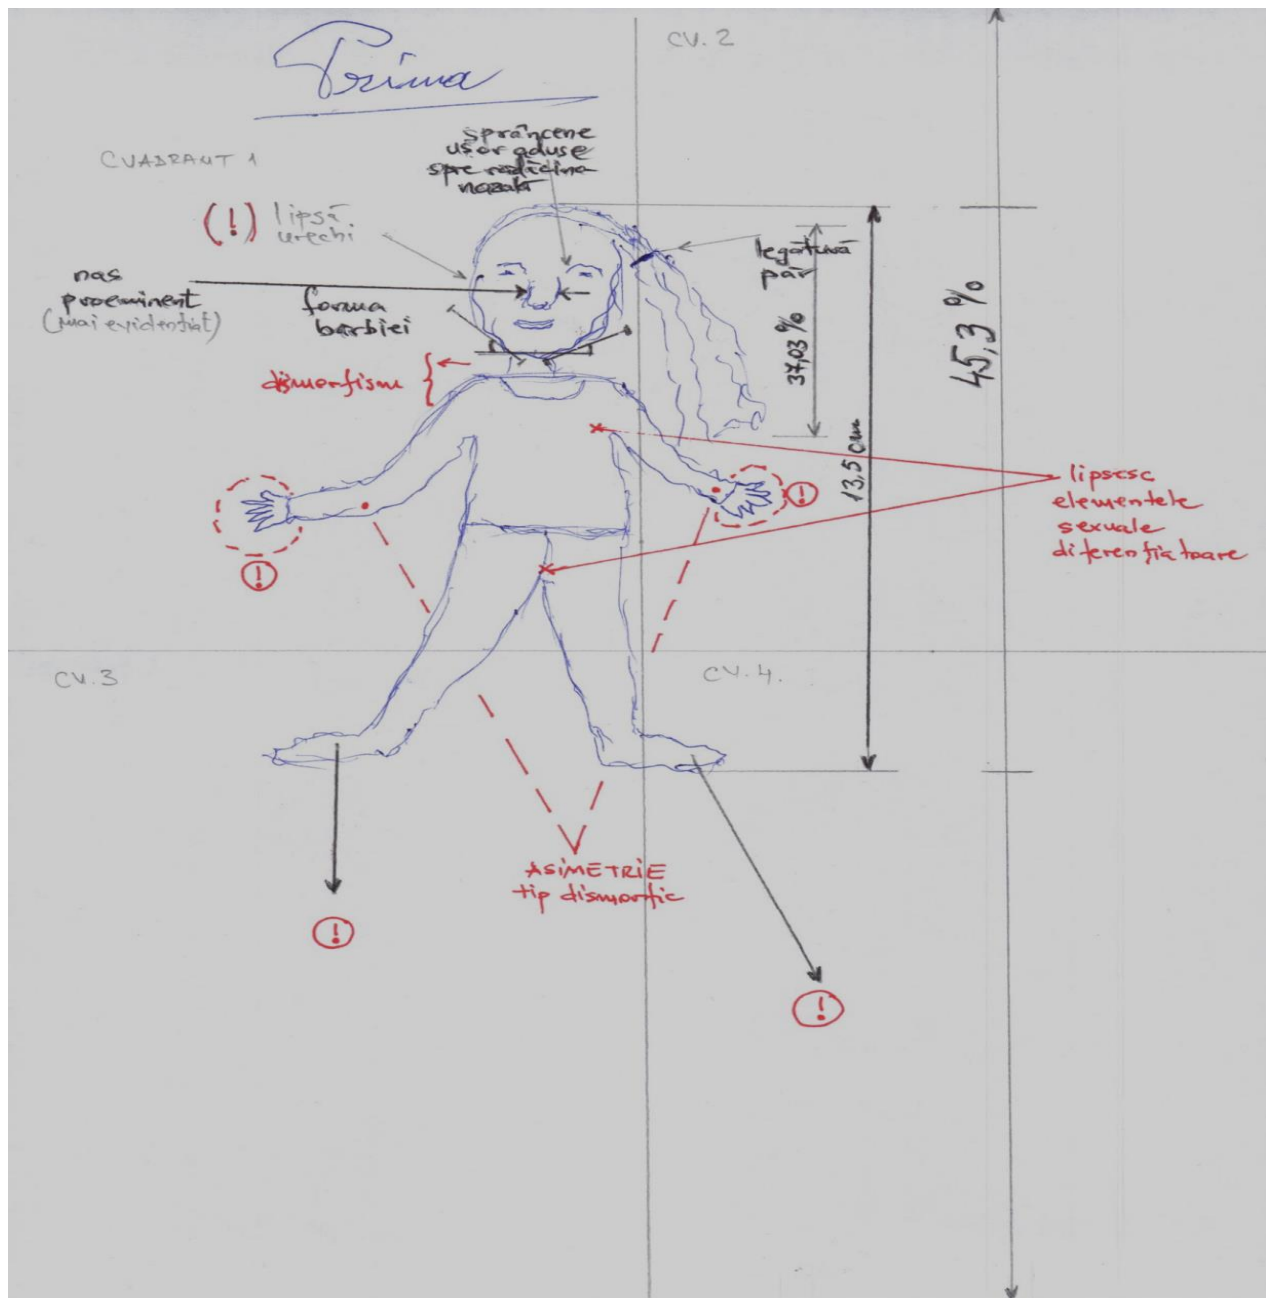 Prima
CV. 2
CUADRANT 1
sprâncene
ușor aduse
spre rădăcina
nazală
(!) lipsă
urechi
legătură
păr
nas
proeminent
(mai evidențiat)
forma
bărbiei
37,03 %
45,3 %
dismorfism
13,5 cm
lipsesc
elementele
sexuale
diferențiatoare
!
!
CV. 3
CV. 4.
ASIMETRIE
tip dismorfic
!
!